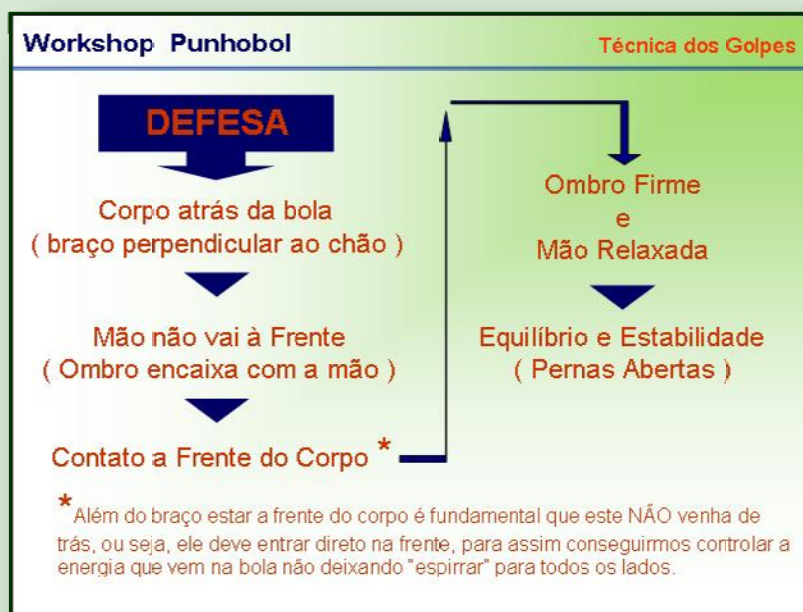 Workshop Punhobol
Técnica dos Golpes
DEFESA
Corpo atrás da bola
( braço perpendicular ao chão )
Mão não vai à Frente
( Ombro encaixa com a mão )
Contato a Frente do Corpo *
Ombro Firme
e
Mão Relaxada
Equilíbrio e Estabilidade
( Pernas Abertas )
*Além do braço estar a frente do corpo é fundamental que este NÃO venha de
trás, ou seja, ele deve entrar direto na frente, para assim conseguirmos controlar a
energia que vem na bola não deixando "espirrar" para todos os lados.